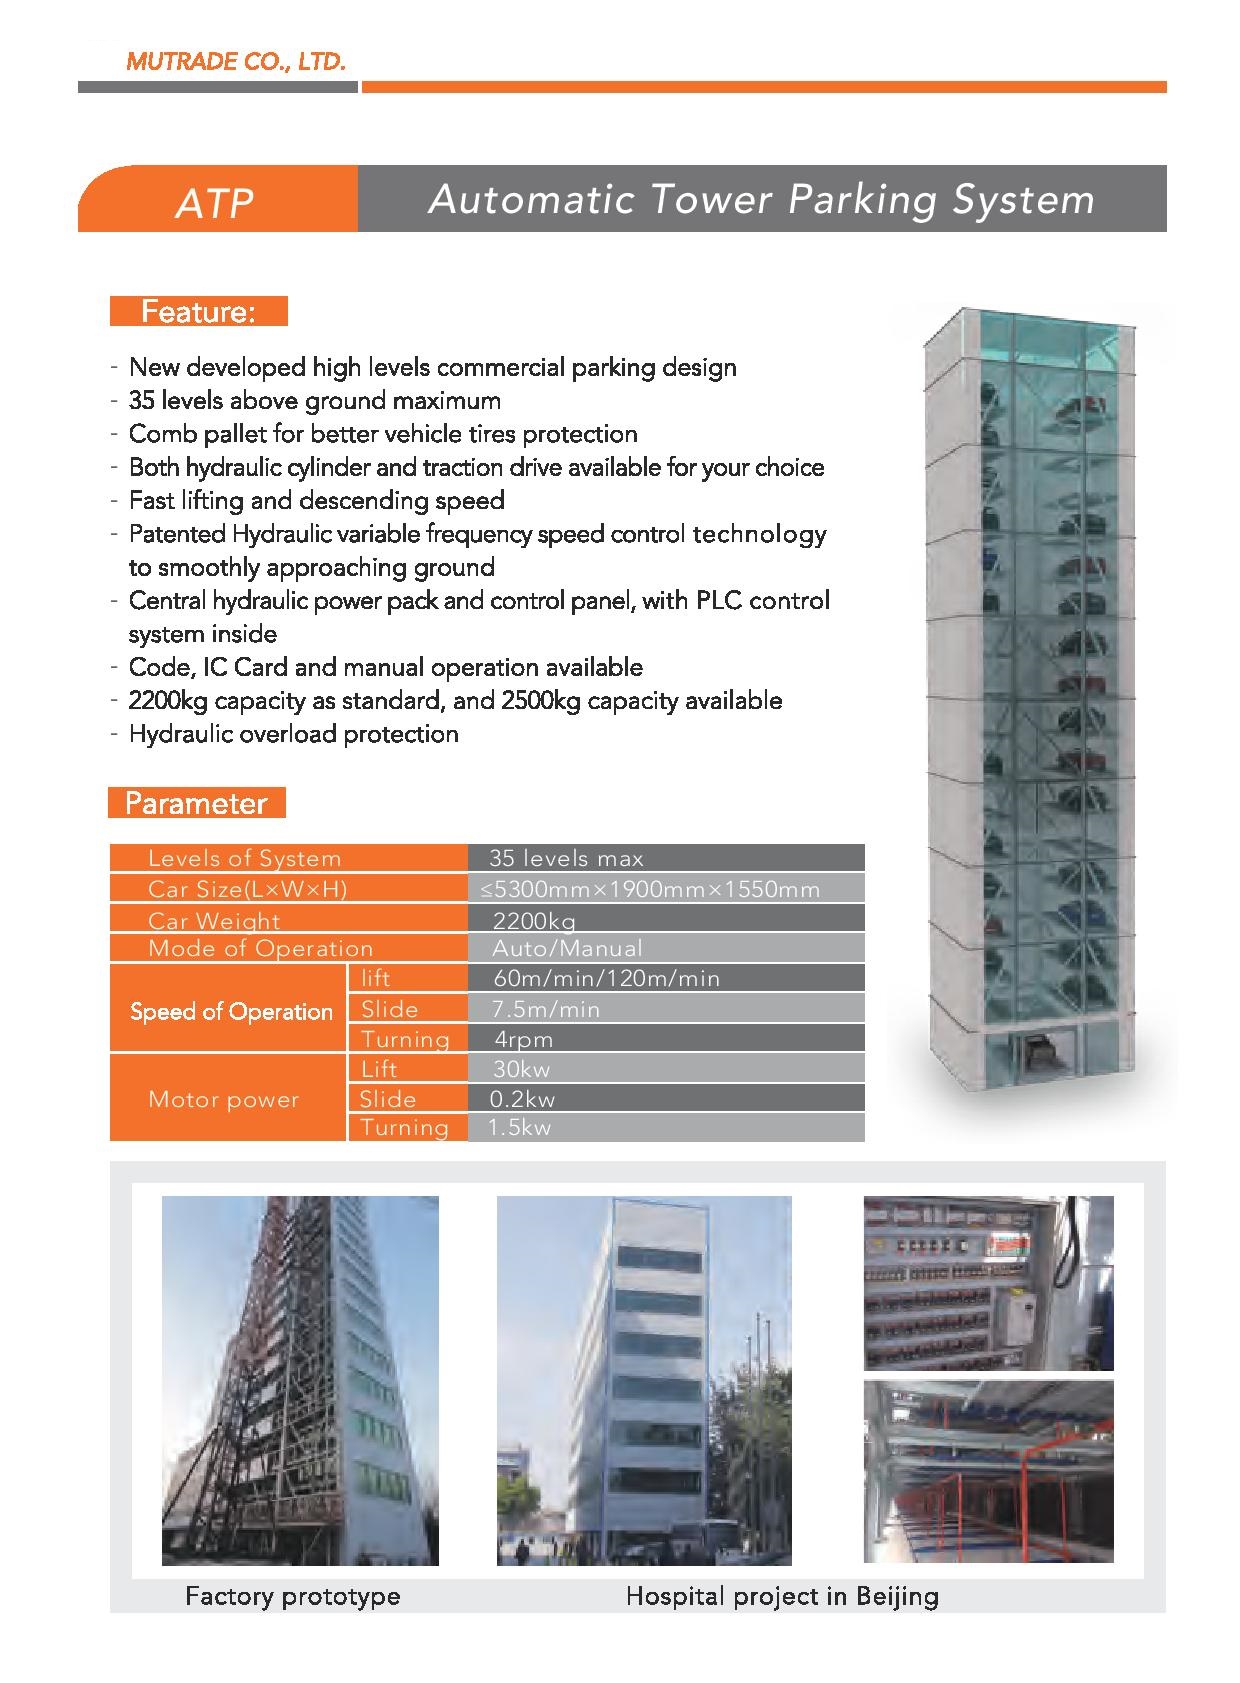 MUTRADE CO., LTD.
ATP
Automatic Tower Parking System
Feature:
- New developed high levels commercial parking design
- 35 levels above ground maximum
- Comb pallet for better vehicle tires protection
- Both hydraulic cylinder and traction drive available for your choice
- Fast lifting and descending speed
- Patented Hydraulic variable frequency speed control technology
to smoothly approaching ground
- Central hydraulic power pack and control panel, with PLC control
system inside
- Code, IC Card and manual operation available
- 2200kg capacity as standard, and 2500kg capacity available
- Hydraulic overload protection
Parameter
Levels of System 35 levels max
Car Size(L×W×H) ≤5300mm×1900mm×1550mm
Car Weight 2200kg
Mode of Operation Auto/Manual
Speed of Operation
lift 60m/min/120m/min
Slide 7.5m/min
Turning 4rpm
Motor power
Lift 30kw
Slide 0.2kw
Turning 1.5kw
Factory prototype
Hospital project in Beijing